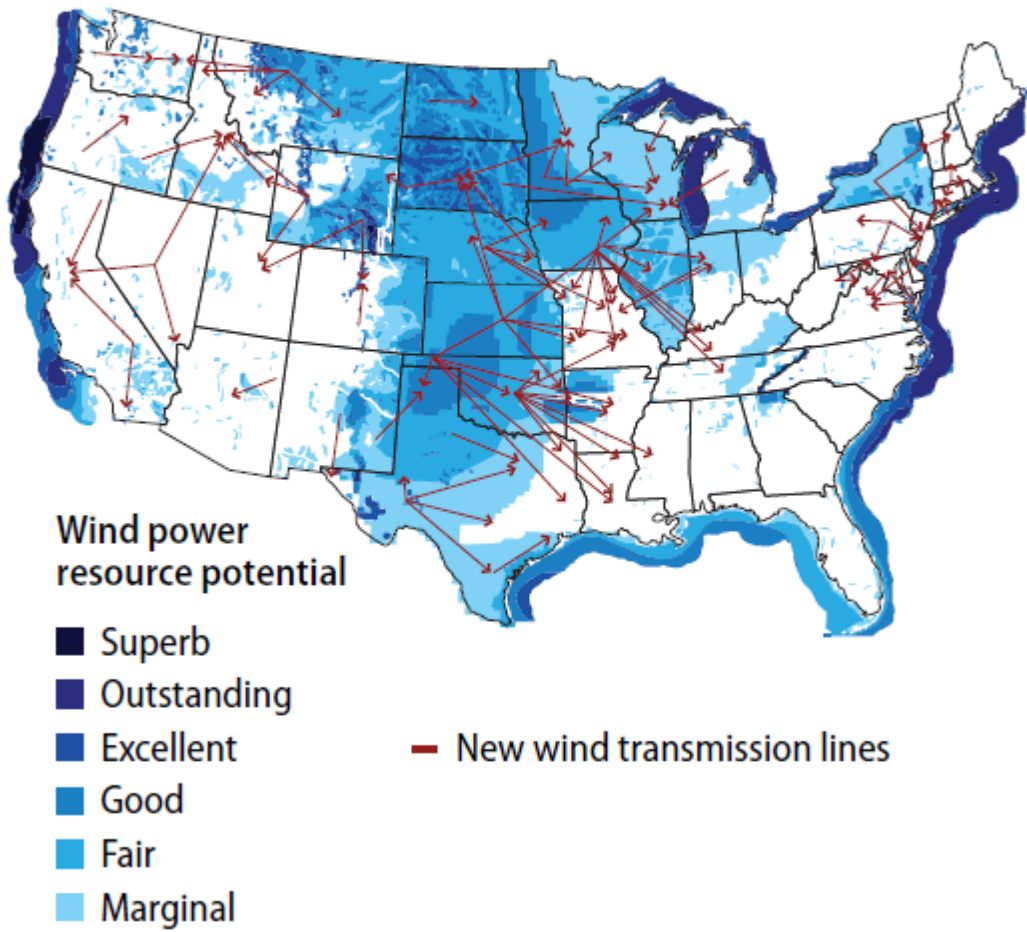 Wind power
resource potential
Superb
Outstanding
Excellent
New wind transmission lines
Good
Fair
Marginal